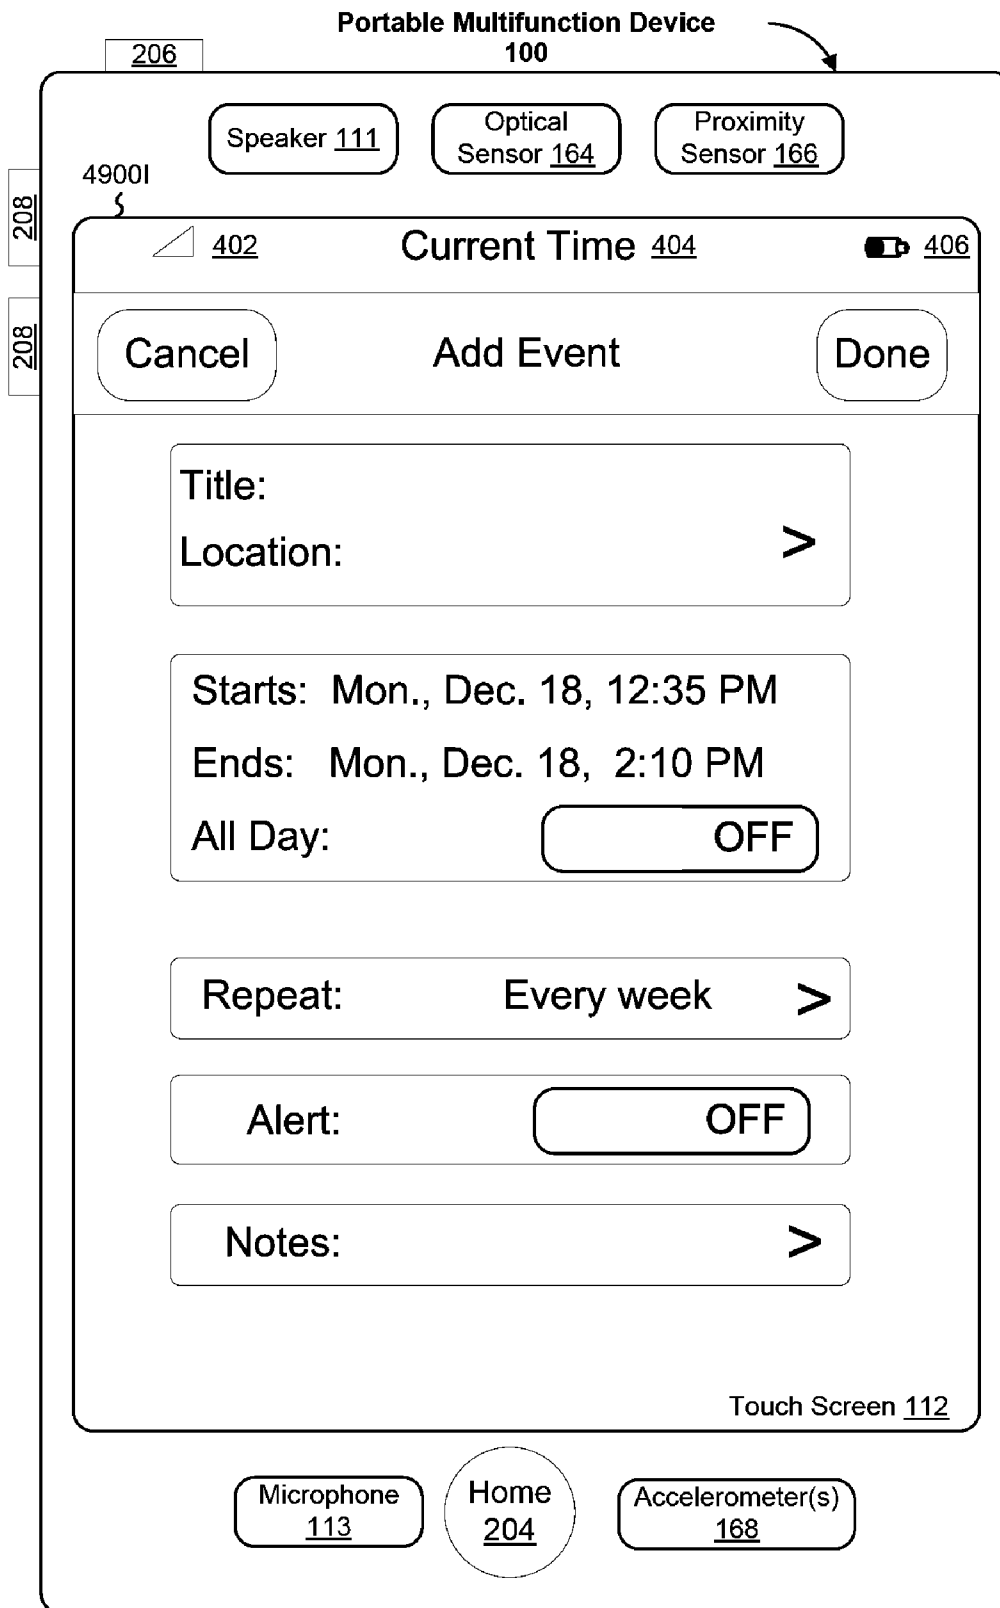 Portable Multifunction Device
100
206
Speaker 111
Optical
Sensor 164
Proximity
Sensor 166
208
208
4900I
402
Current Time 404
406
Cancel
Add Event
Done
Title:
Location:
>
Starts: Mon., Dec. 18, 12:35 PM
Ends: Mon., Dec. 18, 2:10 PM
All Day: OFF
Repeat: Every week >
Alert: OFF
Notes: >
Touch Screen 112
Microphone
113
Home
204
Accelerometer(s)
168